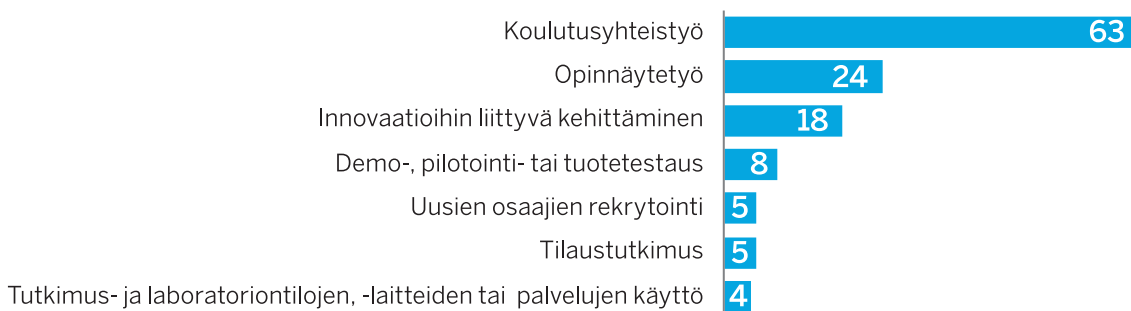 Koulutusyhteistyö 63
Opinnäytetyö 24
Innovaatioihin liittyvä kehittäminen 18
Demo-, pilotointi- tai tuotetestaus 8
Uusien osaajien rekrytointi 5
Tilaustutkimus 5
Tutkimus- ja laboratoriontilojen, -laitteiden tai palvelujen käyttö 4